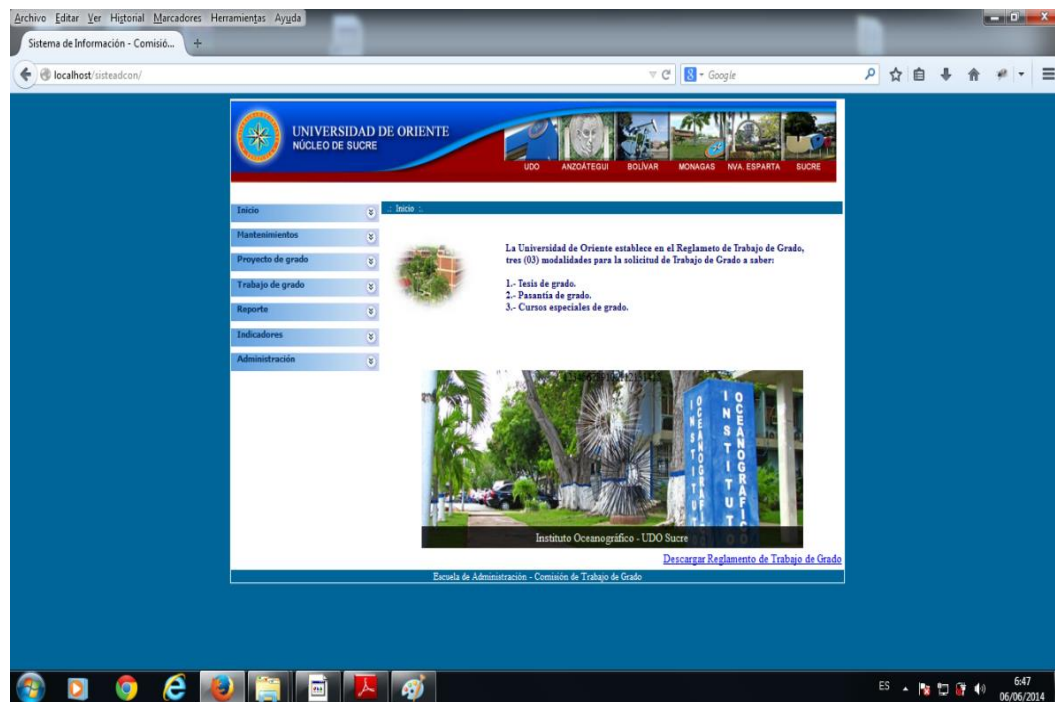 Archivo Editar Ver Historial Marcadores Herramientas Ayuda
Sistema de Información - Comisió... +
localhost/sisteadcon/
Google
UNIVERSIDAD DE ORIENTE
NÚCLEO DE SUCRE
UDO ANZOÁTEGUI BOLÍVAR MONAGAS NVA. ESPARTA SUCRE
Inicio
Mantenimientos
Proyecto de grado
Trabajo de grado
Reporte
Indicadores
Administración
.: Inicio :.
La Universidad de Oriente establece en el Reglameto de Trabajo de Grado,
tres (03) modalidades para la solicitud de Trabajo de Grado a saber:
1.- Tesis de grado.
2.- Pasantía de grado.
3.- Cursos especiales de grado.
INSTITUTO
OCEANOGRAFICO
INSTITUTO
OCEANOGRAFICO
Instituto Oceanográfico - UDO Sucre
Descargar Reglamento de Trabajo de Grado
Escuela de Administración - Comisión de Trabajo de Grado
ES
6:47
06/06/2014